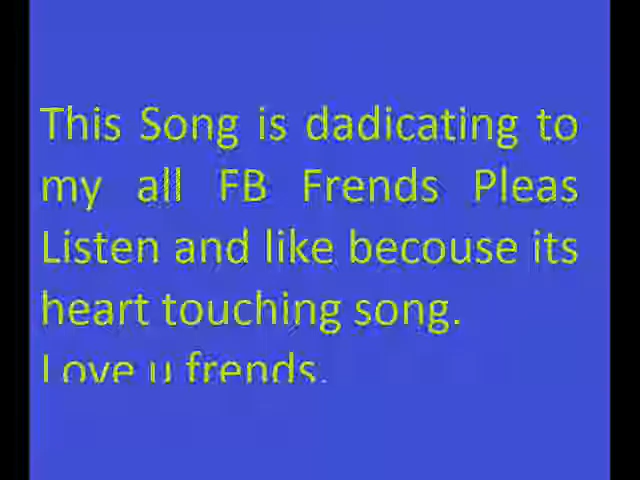 This Song is dadicating to
my all FB Frends Pleas
Listen and like becouse its
heart touching song.
Love u frends.